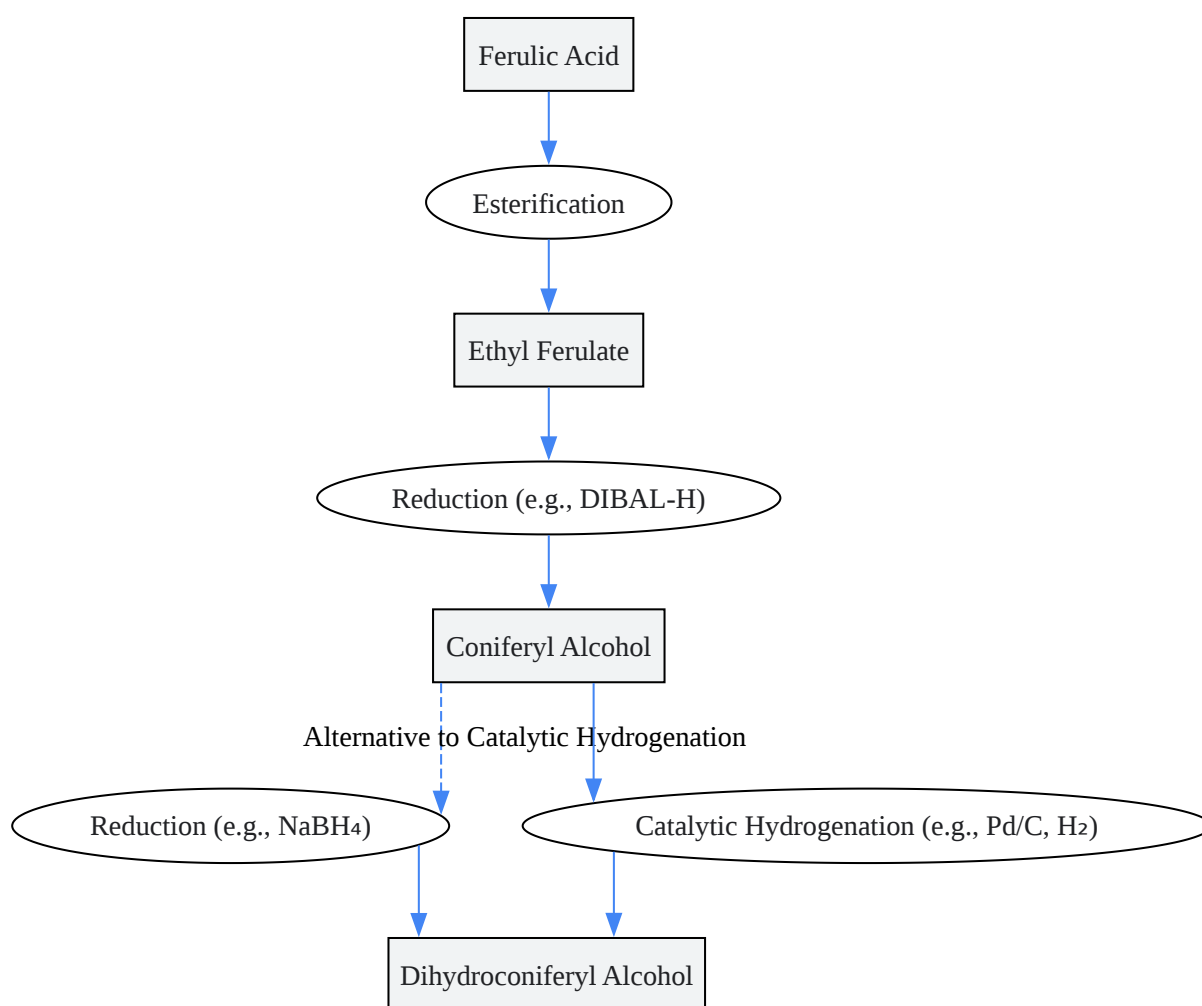 Ferulic Acid
Esterification
Ethyl Ferulate
Reduction (e.g., DIBAL-H)
Coniferyl Alcohol
Alternative to Catalytic Hydrogenation
Reduction (e.g., NaBH₄)
Catalytic Hydrogenation (e.g., Pd/C, H₂)
Dihydroconiferyl Alcohol